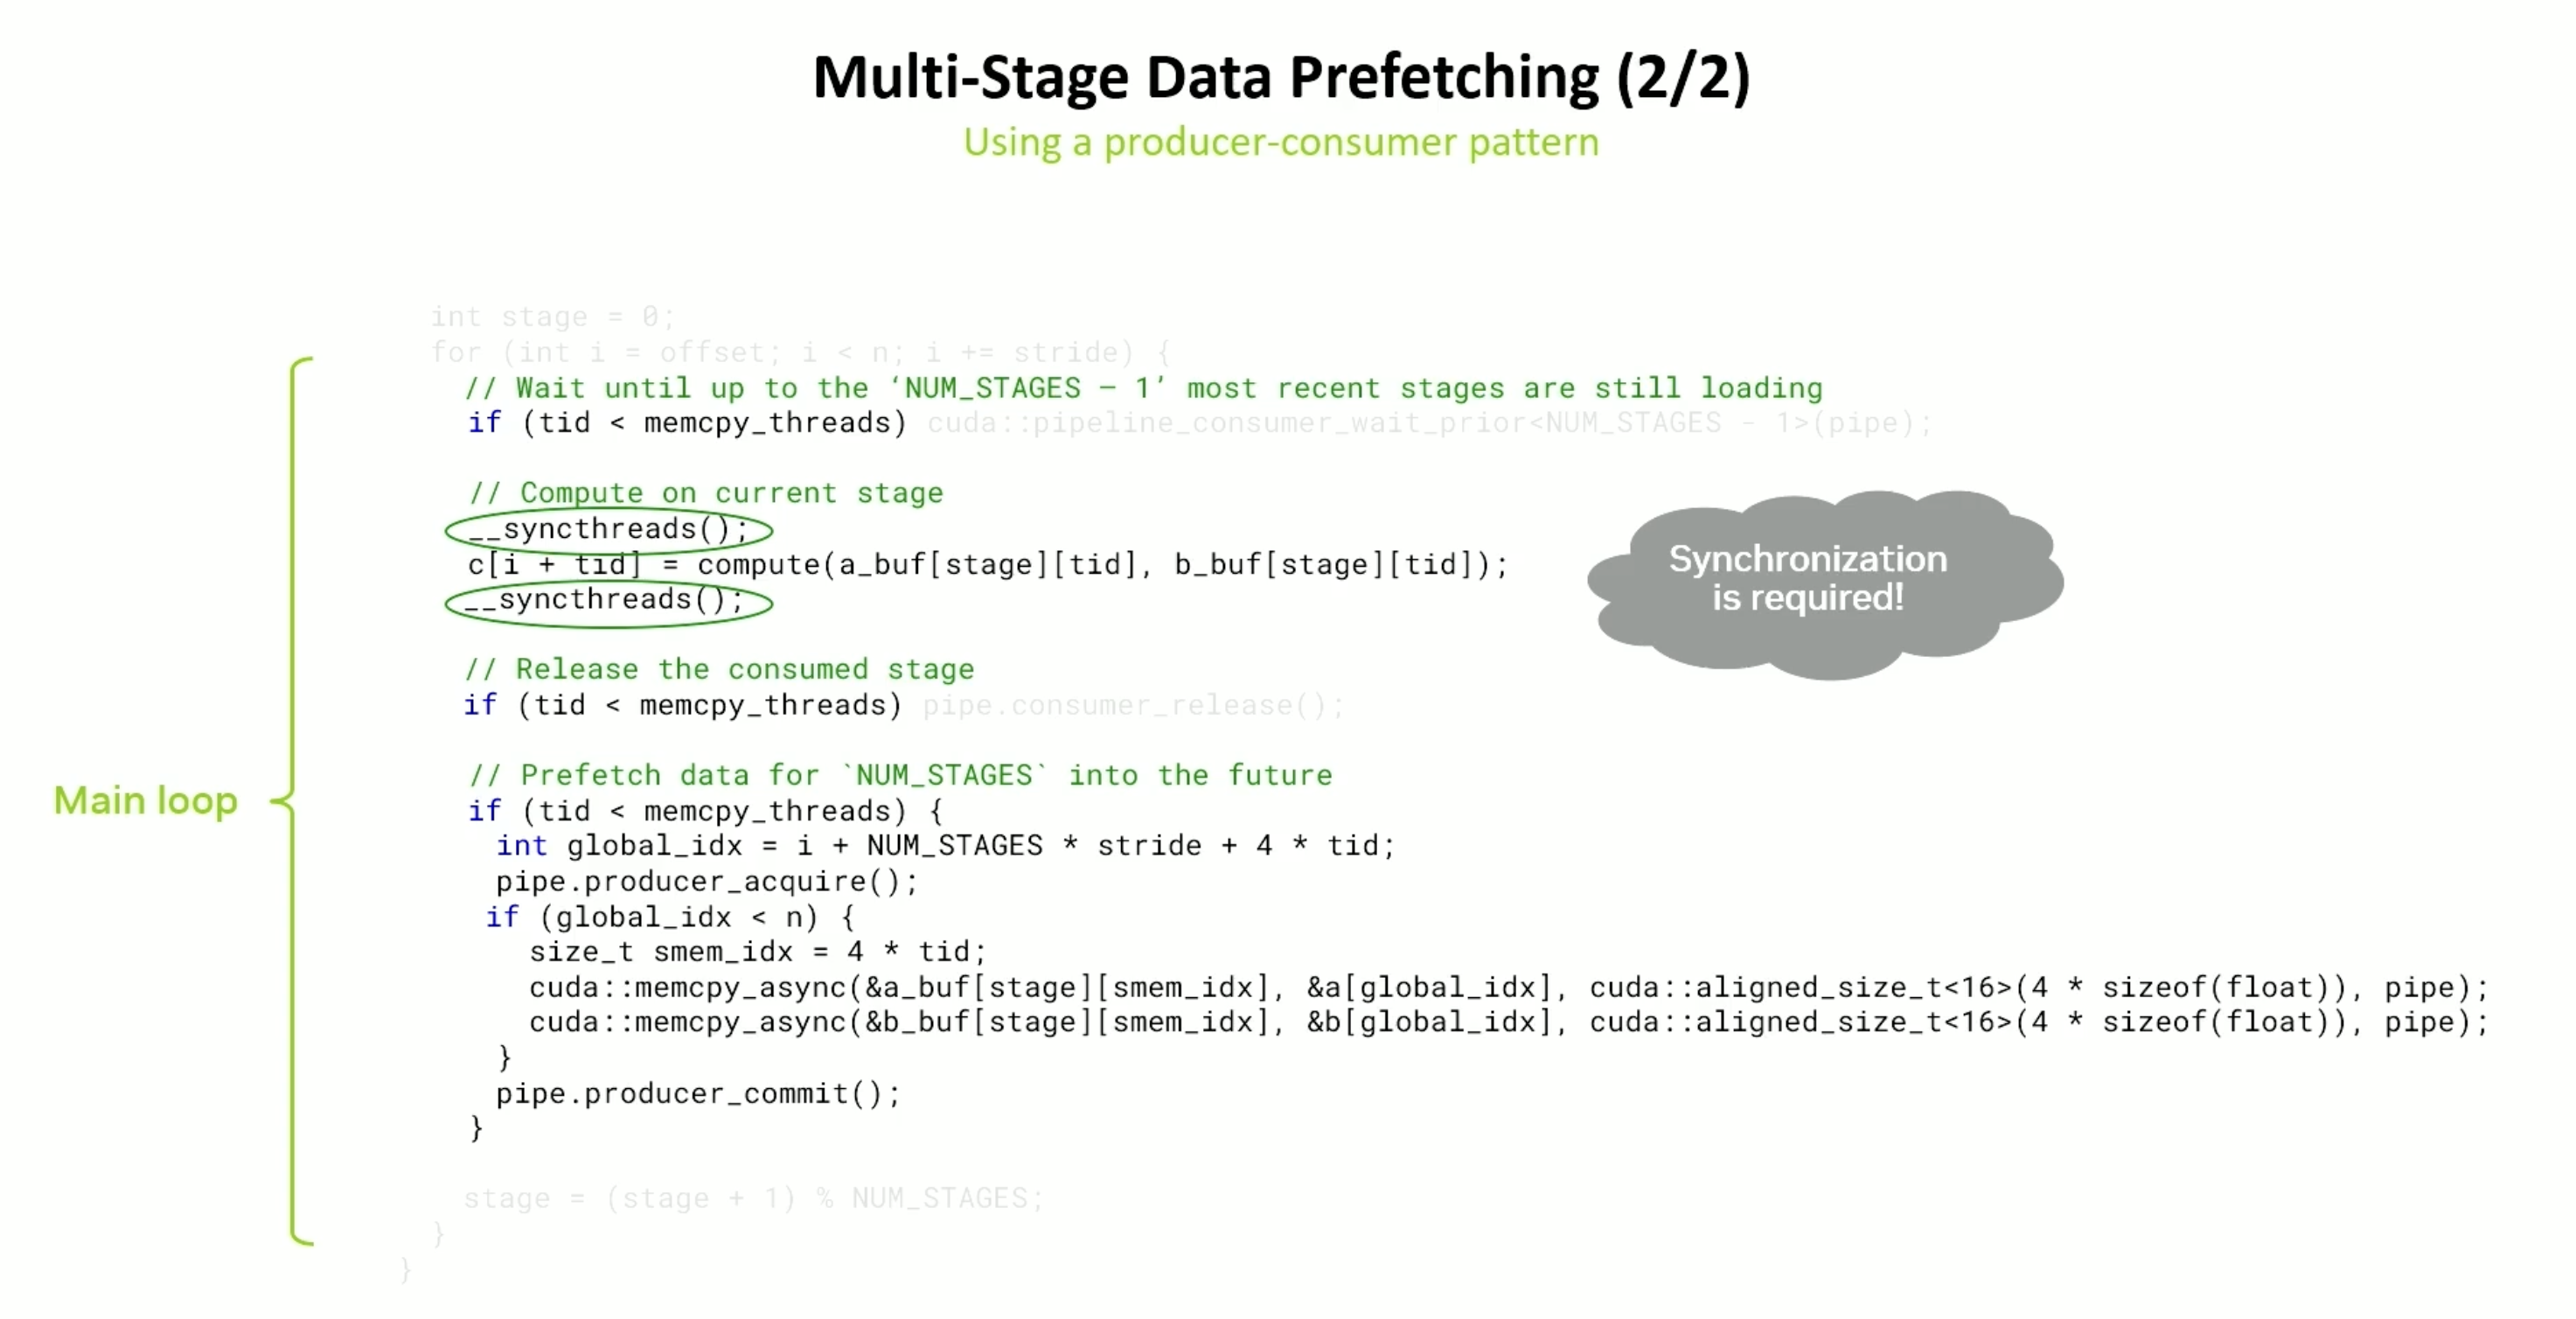 Multi-Stage Data Prefetching (2/2)
Using a producer-consumer pattern
int stage = 0;
for (int i = offset; i < n; i += stride) {
// Wait until up to the ‘NUM_STAGES – 1’ most recent stages are still loading
if (tid < memcpy_threads) cuda::pipeline_consumer_wait_prior<NUM_STAGES - 1>(pipe);
// Compute on current stage
__syncthreads();
c[i + tid] = compute(a_buf[stage][tid], b_buf[stage][tid]);
__syncthreads();
Synchronization
is required!
// Release the consumed stage
if (tid < memcpy_threads) pipe.consumer_release();
// Prefetch data for `NUM_STAGES` into the future
if (tid < memcpy_threads) {
int global_idx = i + NUM_STAGES * stride + 4 * tid;
pipe.producer_acquire();
if (global_idx < n) {
size_t smem_idx = 4 * tid;
cuda::memcpy_async(&a_buf[stage][smem_idx], &a[global_idx], cuda::aligned_size_t<16>(4 * sizeof(float)), pipe);
cuda::memcpy_async(&b_buf[stage][smem_idx], &b[global_idx], cuda::aligned_size_t<16>(4 * sizeof(float)), pipe);
}
pipe.producer_commit();
}
stage = (stage + 1) % NUM_STAGES;
}
}
Main loop